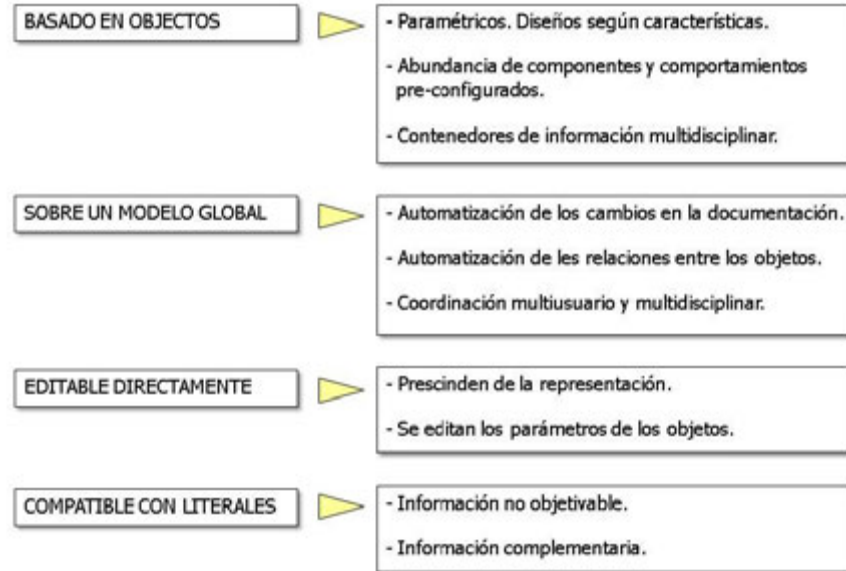 BASADO EN OBJECTOS
- Paramétricos. Diseños según características.
- Abundancia de componentes y comportamientos
pre-configurados.
- Contenedores de información multidisciplinar.
SOBRE UN MODELO GLOBAL
- Automatización de los cambios en la documentación.
- Automatización de les relaciones entre los objetos.
- Coordinación multiusuario y multidisciplinar.
EDITABLE DIRECTAMENTE
- Prescinden de la representación.
- Se editan los parámetros de los objetos.
COMPATIBLE CON LITERALES
- Información no objetivable.
- Información complementaria.